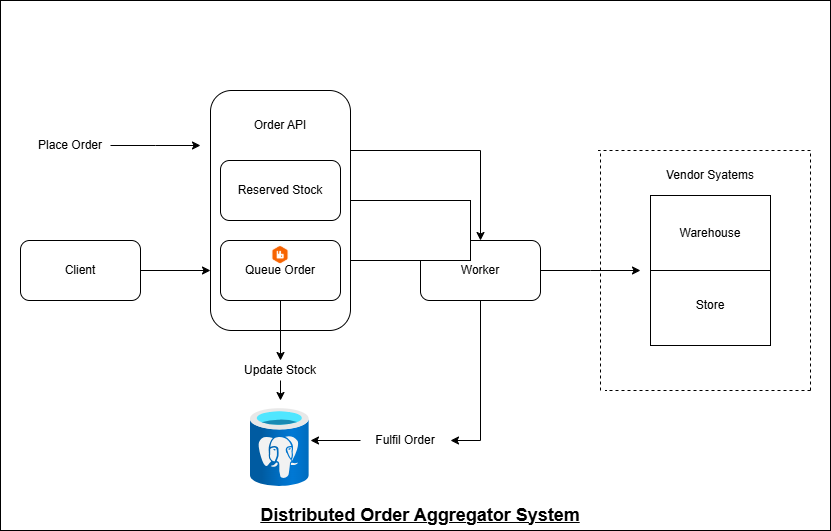 Order API
Place Order
Reserved Stock
Vendor Syatems
Warehouse
Client
Queue Order
Worker
Store
Update Stock
Fulfil Order
Distributed Order Aggregator System